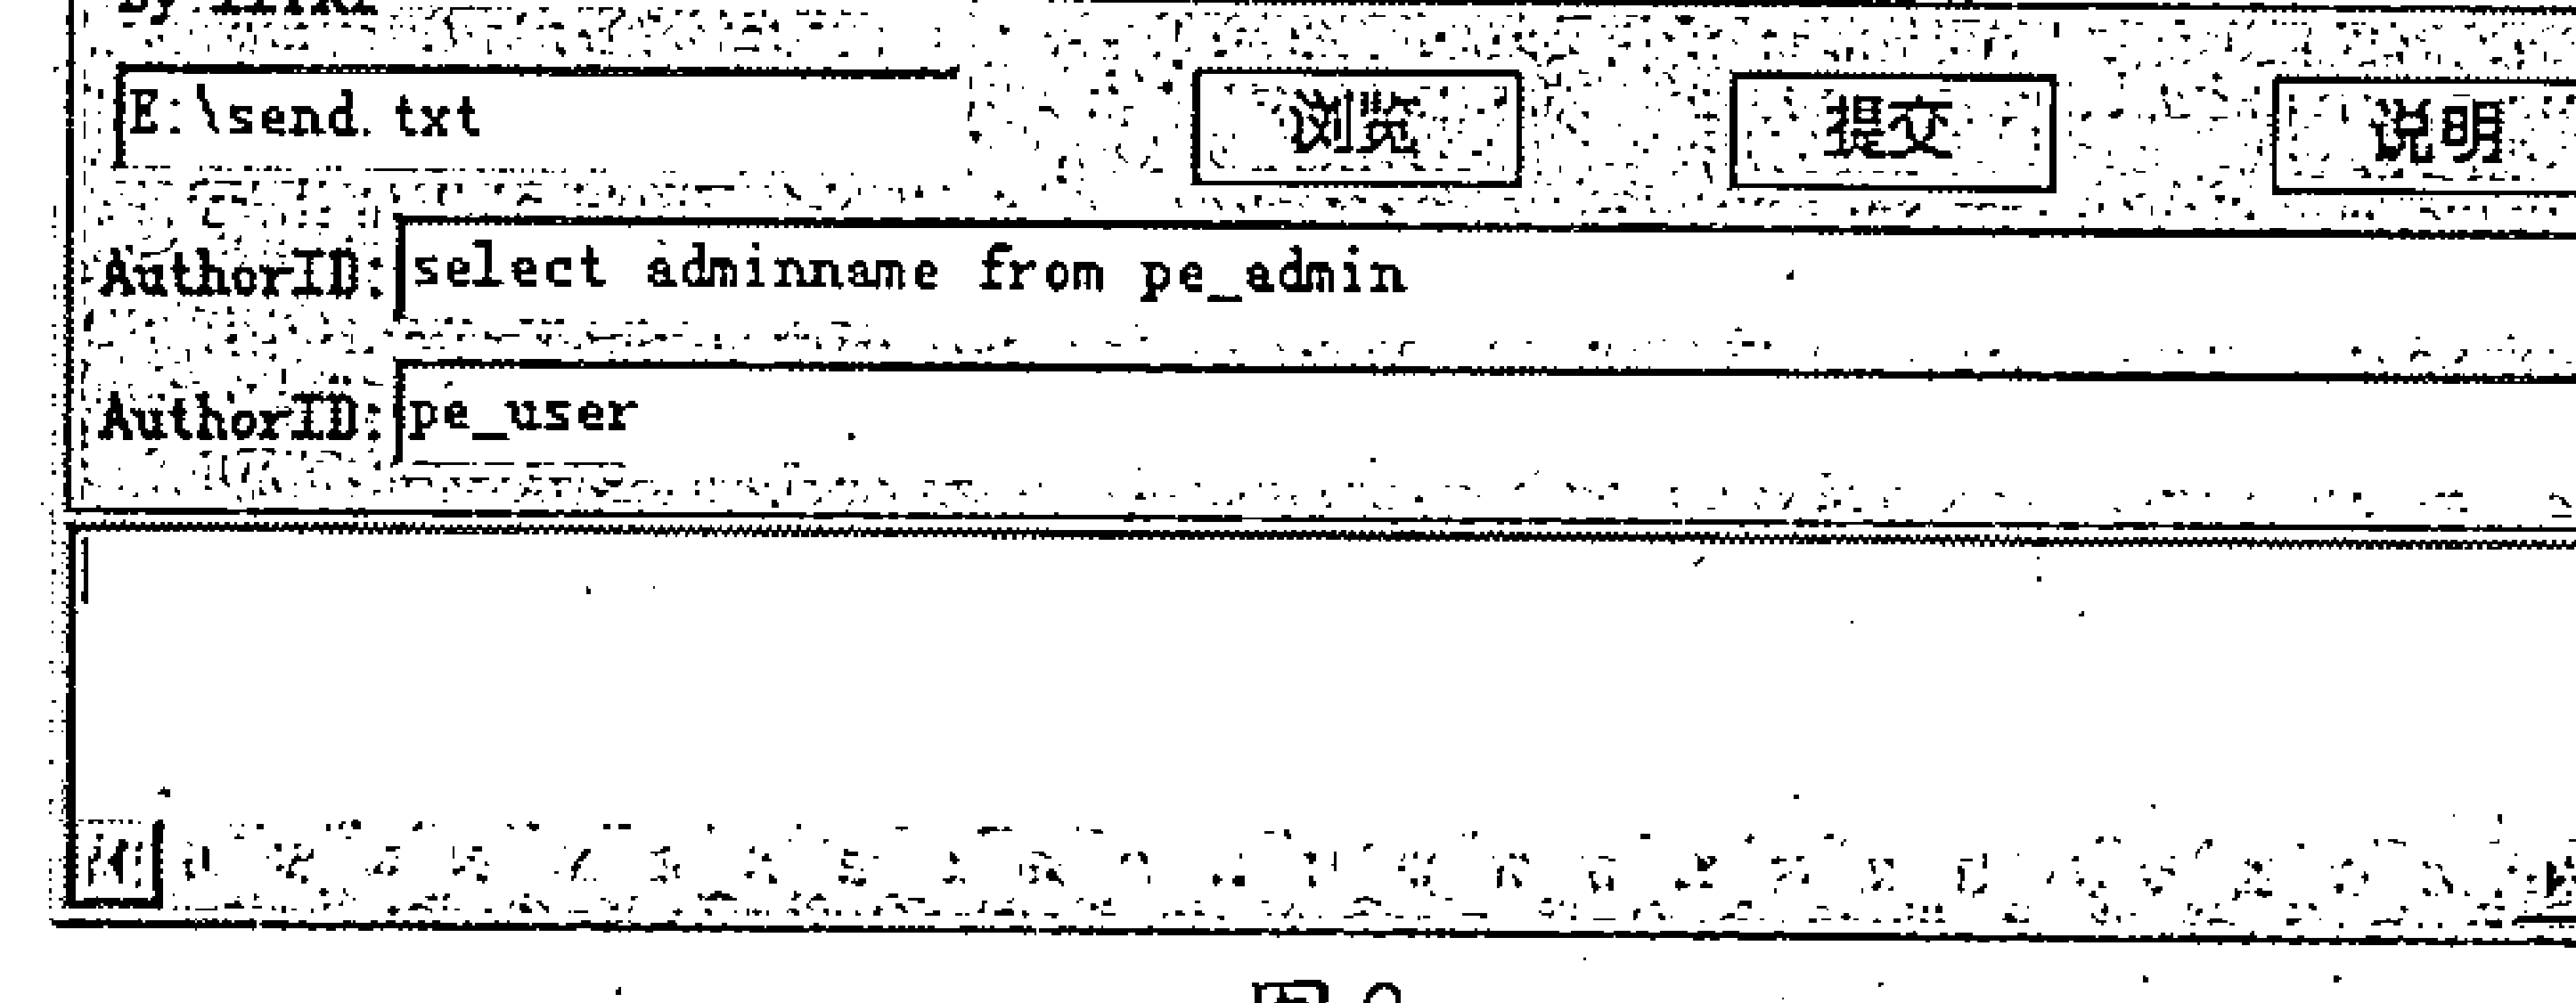 E:\send.txt 浏览 提交 说明
AuthorID: select adminname from pe_admin
AuthorID: pe_user